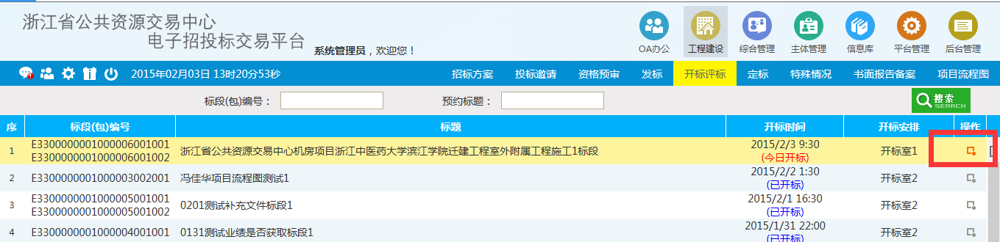 浙江省公共资源交易中心
电子招投标交易平台
系统管理员，欢迎您！
OA办公 工程建设 综合管理 主体管理 信息库 平台管理 后台管理
2015年02月03日 13时20分53秒 招标方案 投标邀请 资格预审 发标 开标评标 定标 特殊情况 书面报告备案 项目流程图
标段(包)编号： 预约标题： 搜索
SEARCH
序 标段(包)编号 标题 开标时间 开标安排 操作
1 E3300000001000006001001 浙江省公共资源交易中心机房项目浙江中医药大学滨江学院迁建工程室外附属工程施工1标段 2015/2/3 9:30 开标室1
E3300000001000006001002 (今日开标)
2 E3300000001000003002001 冯佳华项目流程图测试1 2015/2/2 1:30 开标室2
(已开标)
3 E3300000001000005001001 0201测试补充文件标段1 2015/2/1 16:30 开标室2
E3300000001000005001002 (已开标)
4 E3300000001000004001001 0131测试业绩是否获取标段1 2015/1/31 22:00 开标室2
(已开标)